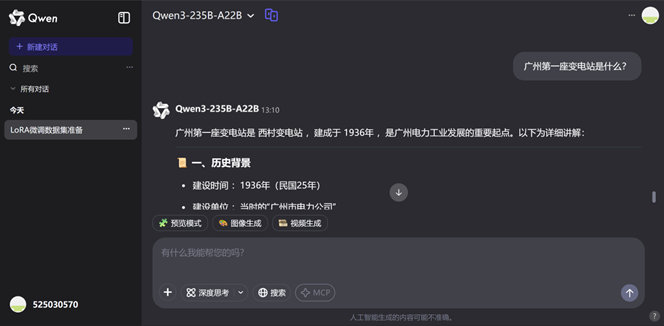 Qwen
Qwen3-235B-A22B
新建对话
搜索
所有对话
今天
LoRA微调数据集准备
广州第一座变电站是什么？
Qwen3-235B-A22B 13:10
广州第一座变电站是 西村变电站 ，建成于 1936年 ，是广州电力工业发展的重要起点。以下为详细讲解：
📜 一、历史背景
• 建设时间 ：1936年（民国25年）
• 建设单位 ：当时的“广州市电力公司”
预览模式 图像生成 视频生成
有什么我能帮您的吗?
深度思考 搜索 MCP
525030570
人工智能生成的内容可能不准确。